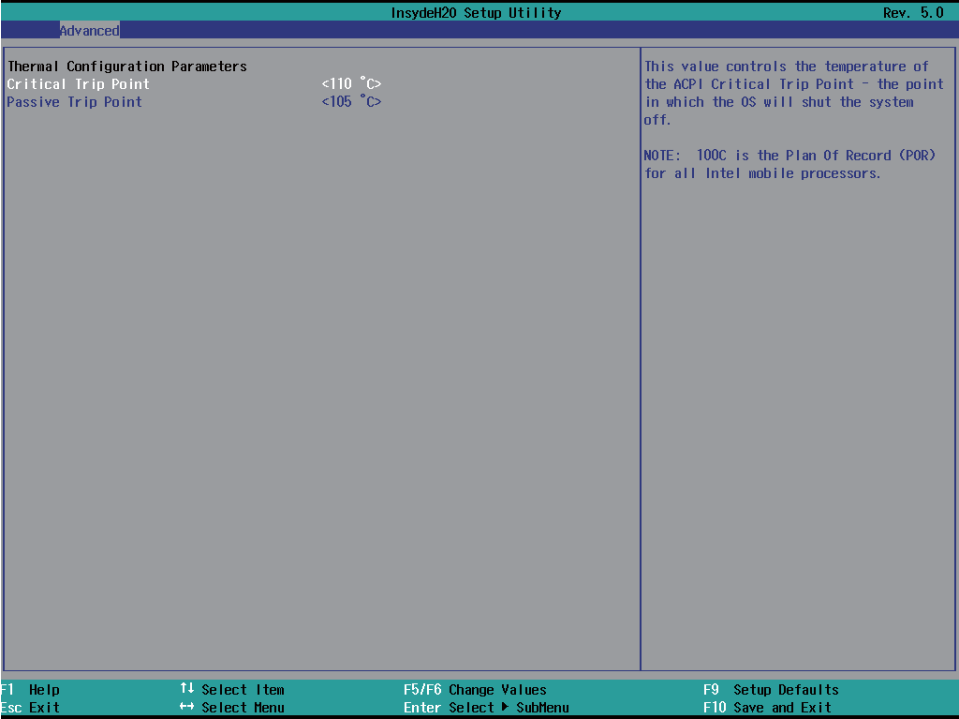 InsydeH20 Setup Utility Rev. 5.0
Advanced
Thermal Configuration Parameters
Critical Trip Point <110 °C>
Passive Trip Point <105 °C>
This value controls the temperature of
the ACPI Critical Trip Point - the point
in which the OS will shut the system
off.
NOTE: 100C is the Plan Of Record (POR)
for all Intel mobile processors.
F1 Help ↑↓ Select Item F5/F6 Change Values F9 Setup Defaults
Esc Exit ↔ Select Menu Enter Select ▶ SubMenu F10 Save and Exit